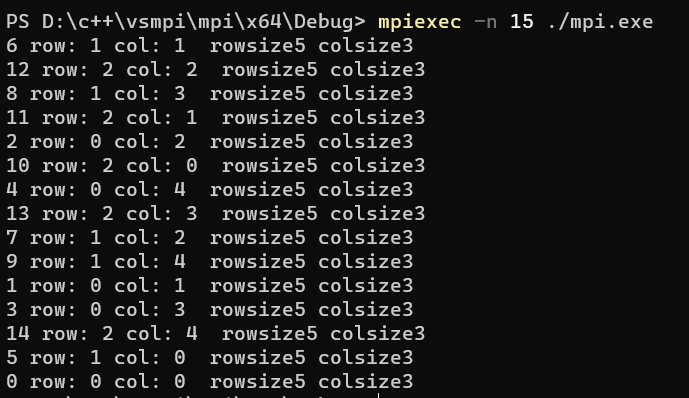 PS D:\c++\vsmpi\mpi\x64\Debug> mpiexec -n 15 ./mpi.exe
6 row: 1 col: 1  rowsize5 colsize3
12 row: 2 col: 2  rowsize5 colsize3
8 row: 1 col: 3  rowsize5 colsize3
11 row: 2 col: 1  rowsize5 colsize3
2 row: 0 col: 2  rowsize5 colsize3
10 row: 2 col: 0  rowsize5 colsize3
4 row: 0 col: 4  rowsize5 colsize3
13 row: 2 col: 3  rowsize5 colsize3
7 row: 1 col: 2  rowsize5 colsize3
9 row: 1 col: 4  rowsize5 colsize3
1 row: 0 col: 1  rowsize5 colsize3
3 row: 0 col: 3  rowsize5 colsize3
14 row: 2 col: 4  rowsize5 colsize3
5 row: 1 col: 0  rowsize5 colsize3
0 row: 0 col: 0  rowsize5 colsize3